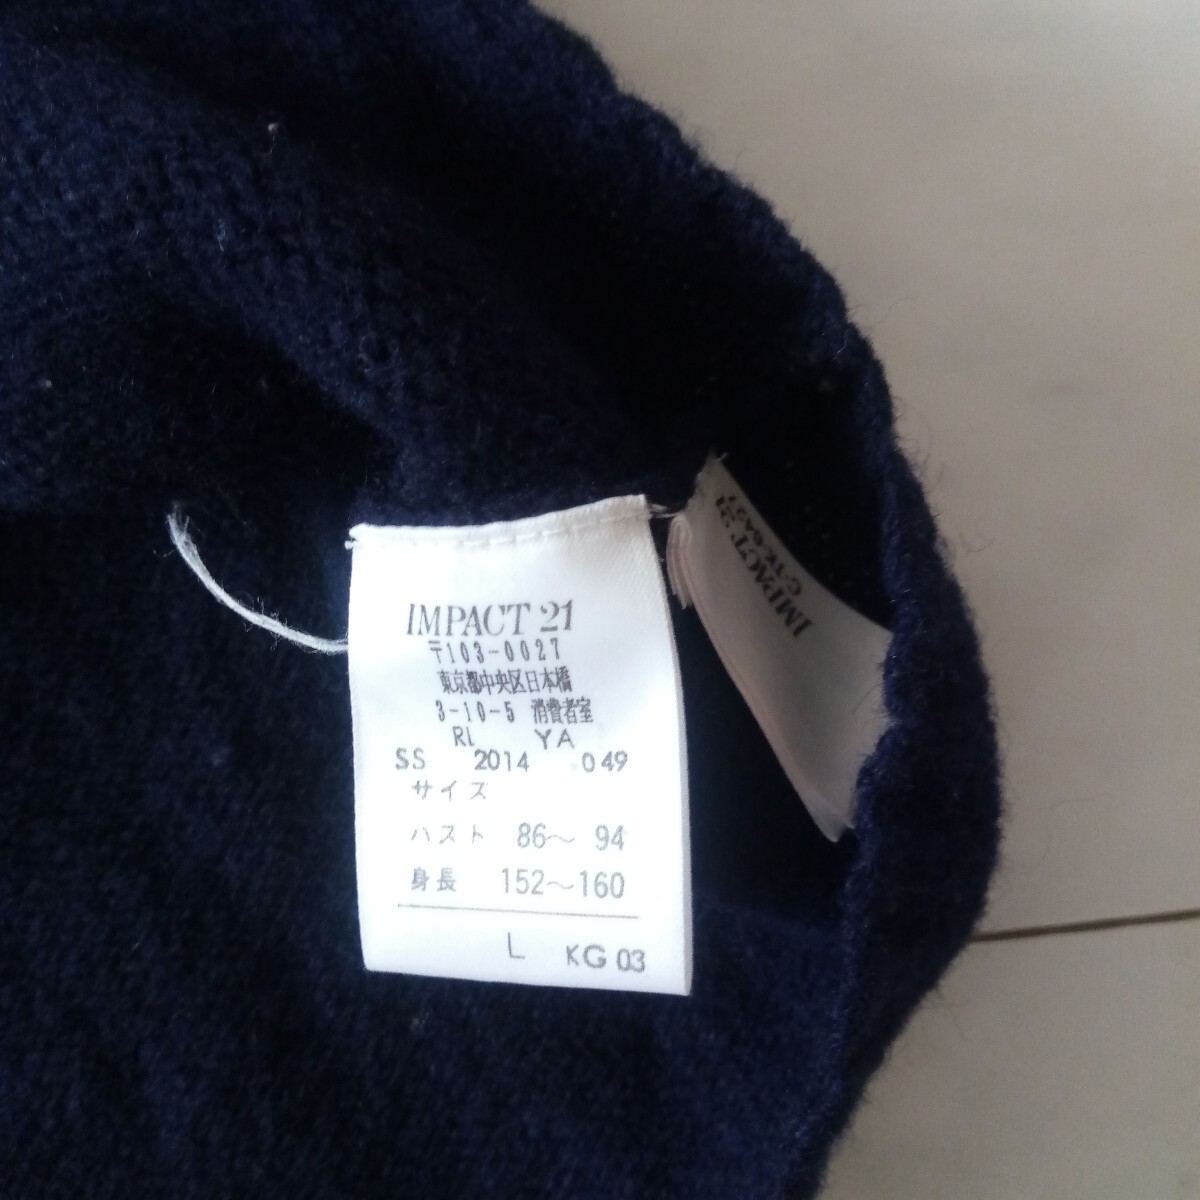 IMPACT 21
〒103-0027
東京都中央区日本橋
3-10-5 消費者室
RL YA
SS 2014 049
サイズ
バスト 86～ 94
身長 152～160
L KG 03
IMPACT 21